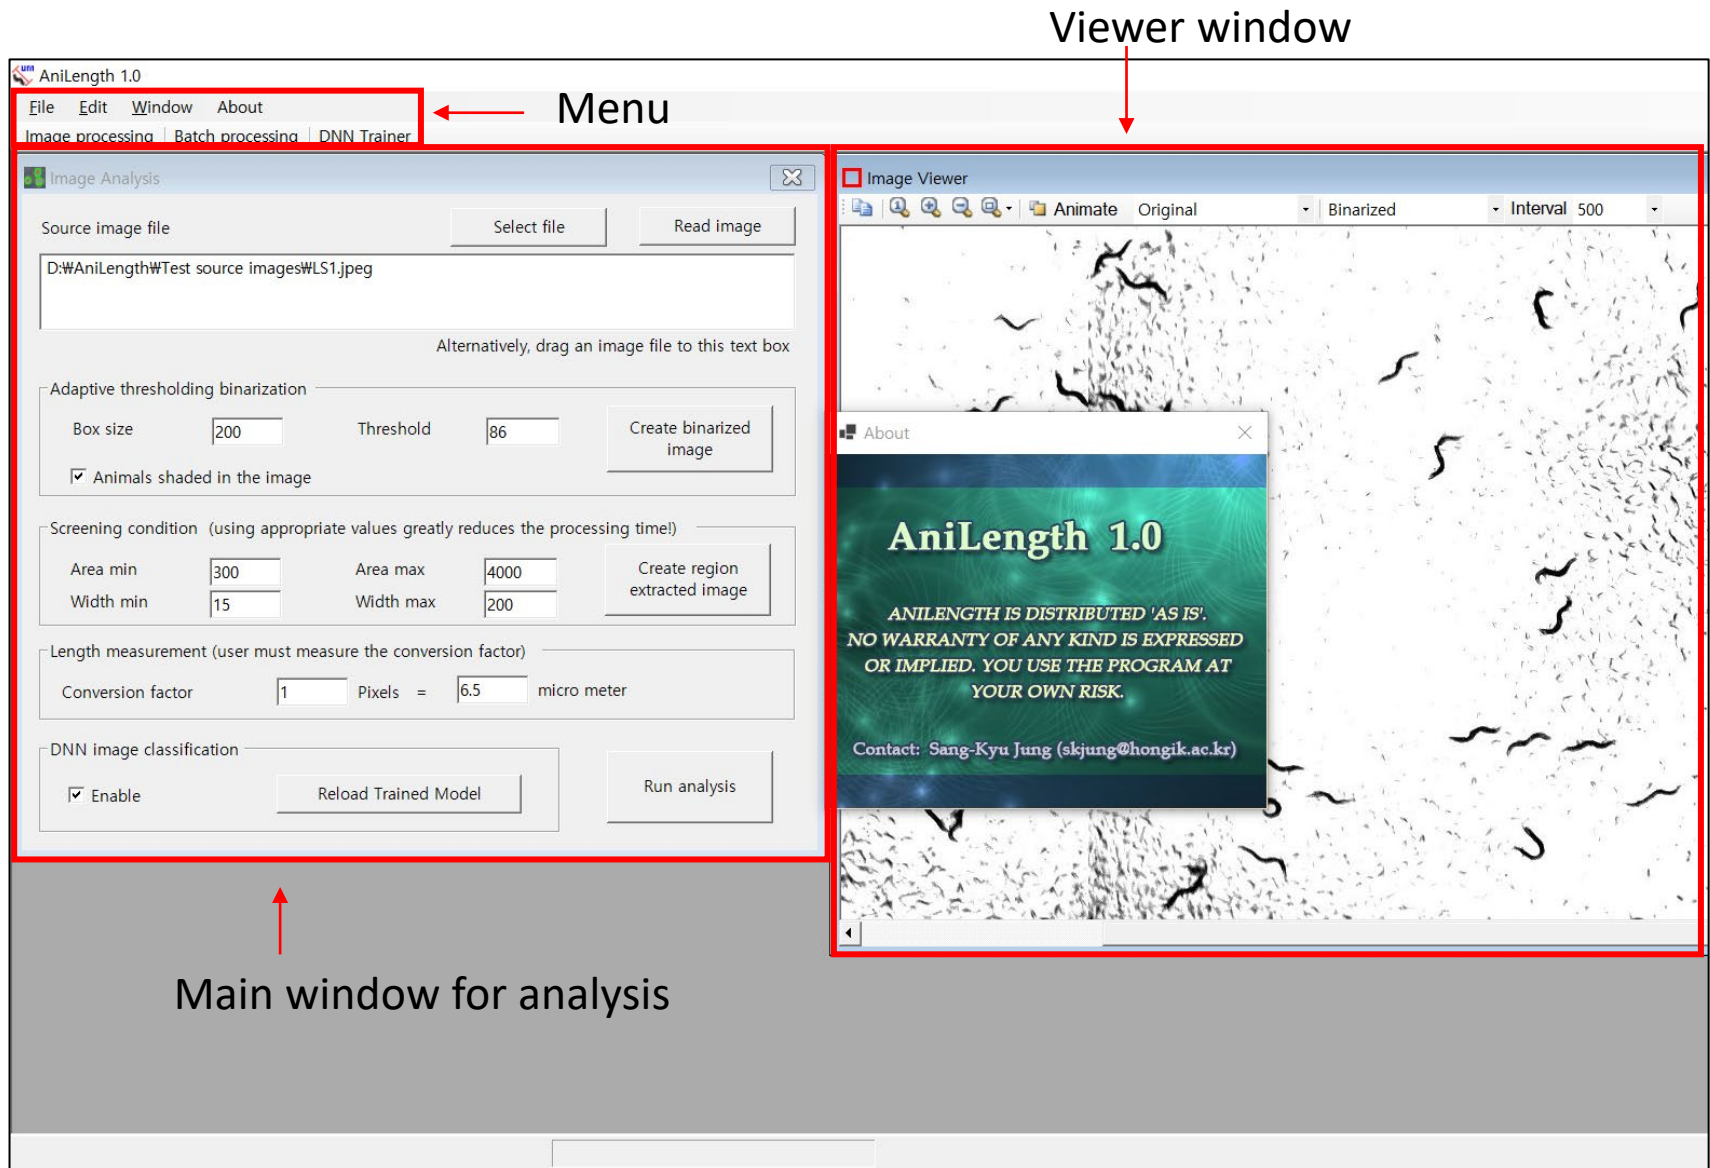 Viewer window
AniLength 1.0
File Edit Window About
Menu
Image processing Batch processing DNN Trainer
Image Analysis
Source image file Select file Read image
D:₩AniLength₩Test source images₩LS1.jpeg
Alternatively, drag an image file to this text box
Adaptive thresholding binarization
Box size 200 Threshold 86 Create binarized
image
Animals shaded in the image
Screening condition (using appropriate values greatly reduces the processing time!)
Area min 300 Area max 4000 Create region
Width min 15 Width max 200 extracted image
Length measurement (user must measure the conversion factor)
Conversion factor 1 Pixels = 6.5 micro meter
DNN image classification
Enable Reload Trained Model Run analysis
Image Viewer
Animate Original Binarized Interval 500
About
AniLength 1.0
ANILENGTH IS DISTRIBUTED 'AS IS'.
NO WARRANTY OF ANY KIND IS EXPRESSED
OR IMPLIED. YOU USE THE PROGRAM AT
YOUR OWN RISK.
Contact: Sang-Kyu Jung (skjung@hongik.ac.kr)
Main window for analysis